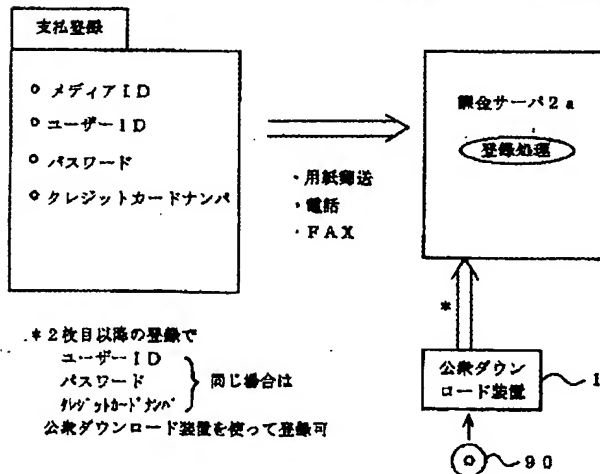 支払登録
○ メディアID
○ ユーザーID
○ パスワード
○ クレジットカードナンバ
・用紙郵送
・電話
・FAX
課金サーバ2a
登録処理
*
*2枚目以降の登録で
ユーザーID
パスワード
クレジットカードナンバ
同じ場合は
公衆ダウンロード装置を使って登録可
公衆ダウン
ロード装置
1
90